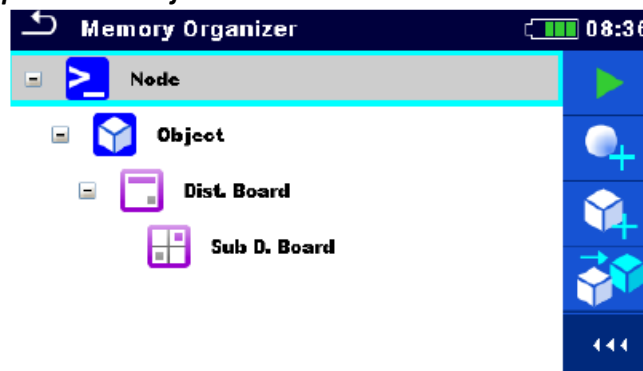 Memory Organizer 08:36
Node
Object
Dist. Board
Sub D. Board